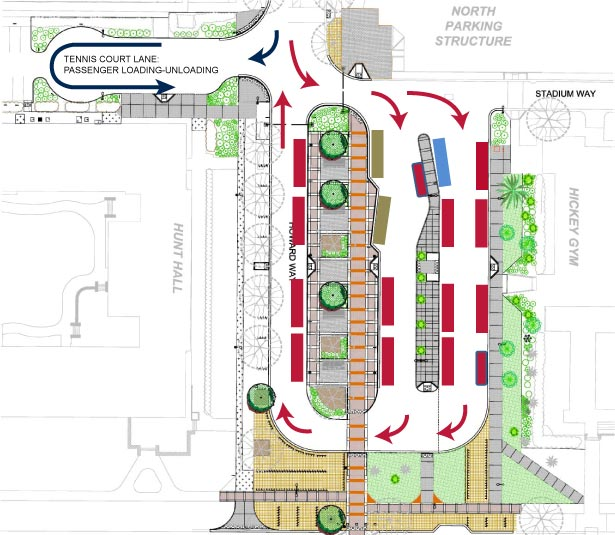 NORTH
PARKING
STRUCTURE
TENNIS COURT LANE:
PASSENGER LOADING-UNLOADING
STADIUM WAY
HUNT HALL
HOWARD WAY
HICKEY GYM